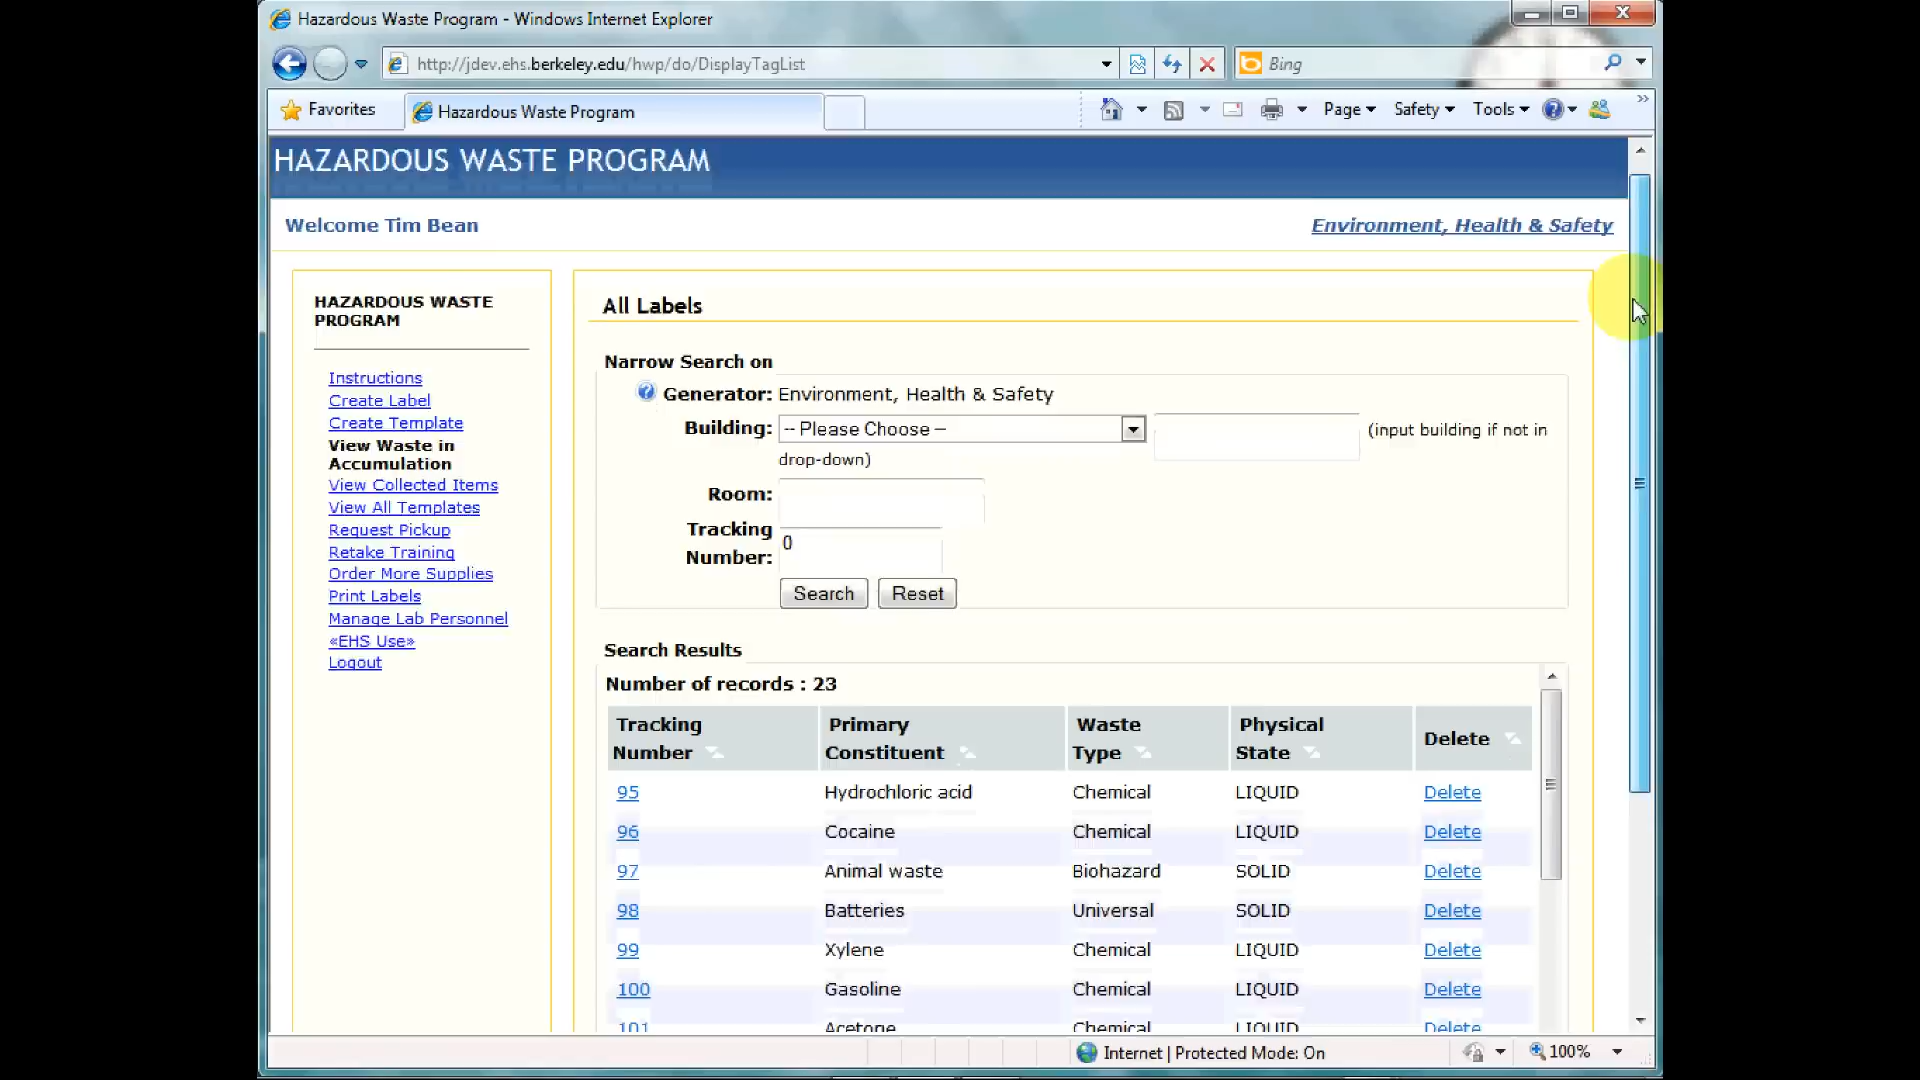 Hazardous Waste Program - Windows Internet Explorer
http://jdev.ehs.berkeley.edu/hwp/do/DisplayTagList
Bing
Favorites
Hazardous Waste Program
Page
Safety
Tools
HAZARDOUS WASTE PROGRAM
Welcome Tim Bean
Environment, Health & Safety
HAZARDOUS WASTE
PROGRAM
Instructions
Create Label
Create Template
View Waste in
Accumulation
View Collected Items
View All Templates
Request Pickup
Retake Training
Order More Supplies
Print Labels
Manage Lab Personnel
«EHS Use»
Logout
All Labels
Narrow Search on
Generator: Environment, Health & Safety
Building: -- Please Choose -- (input building if not in
drop-down)
Room:
Tracking
Number: 0
Search Reset
Search Results
Number of records : 23
Tracking Number Primary Constituent Waste Type Physical State Delete
95 Hydrochloric acid Chemical LIQUID Delete
96 Cocaine Chemical LIQUID Delete
97 Animal waste Biohazard SOLID Delete
98 Batteries Universal SOLID Delete
99 Xylene Chemical LIQUID Delete
100 Gasoline Chemical LIQUID Delete
101 Acetone Chemical LIQUID Delete
Internet | Protected Mode: On
100%